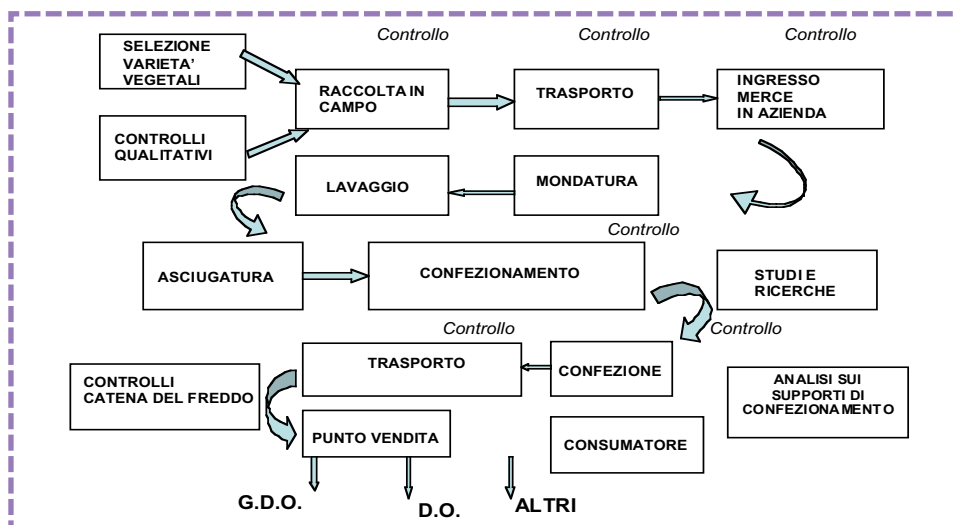 Controllo
Controllo
Controllo
SELEZIONE
VARIETA'
VEGETALI
RACCOLTA IN
CAMPO
TRASPORTO
INGRESSO
MERCE
IN AZIENDA
CONTROLLI
QUALITATIVI
LAVAGGIO
MONDATURA
Controllo
ASCIUGATURA
CONFEZIONAMENTO
STUDI E
RICERCHE
Controllo
Controllo
TRASPORTO
CONFEZIONE
CONTROLLI
CATENA DEL FREDDO
ANALISI SUI
SUPPORTI DI
CONFEZIONAMENTO
PUNTO VENDITA
CONSUMATORE
G.D.O.
D.O.
ALTRI